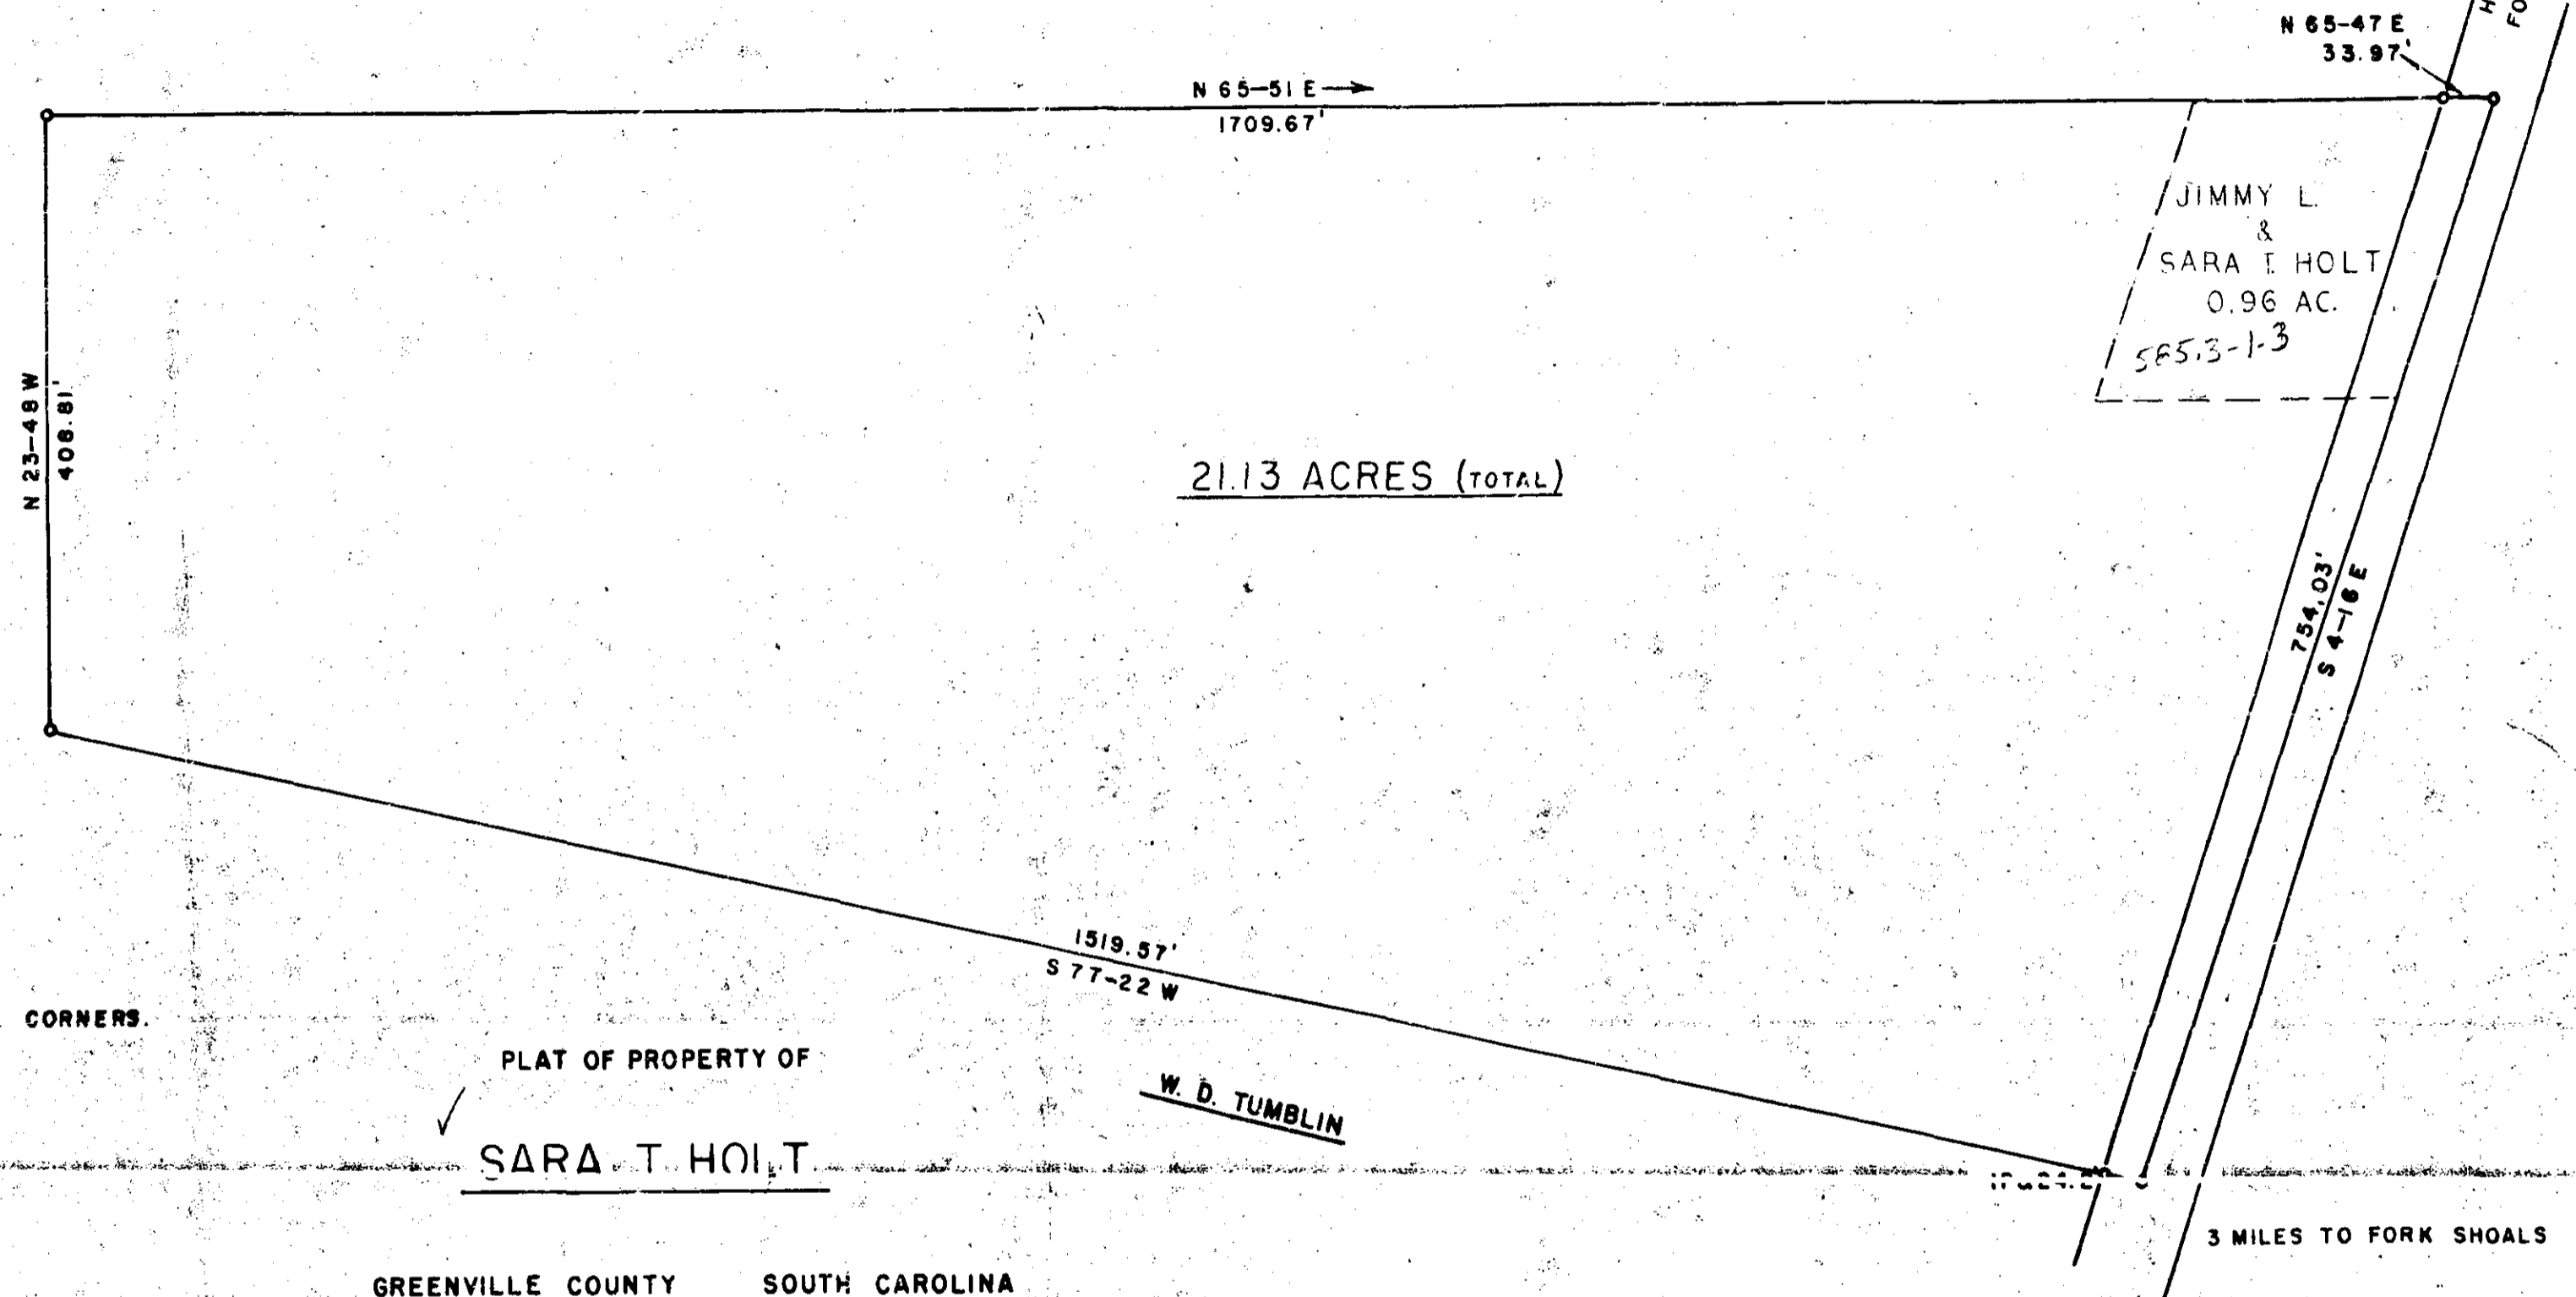 N 65-47 E
33.97'
N 65-51 E
1709.67'
JIMMY L.
&
SARA T. HOLT
0.96 AC.
585.3-1-3
N 23-48 W
408.81'
21.13 ACRES (TOTAL)
754.03'
S 4-16 E
1519.57'
S 77-22 W
CORNERS.
PLAT OF PROPERTY OF
W. D. TUMBLIN
SARA T. HOLT
3 MILES TO FORK SHOALS
GREENVILLE COUNTY SOUTH CAROLINA